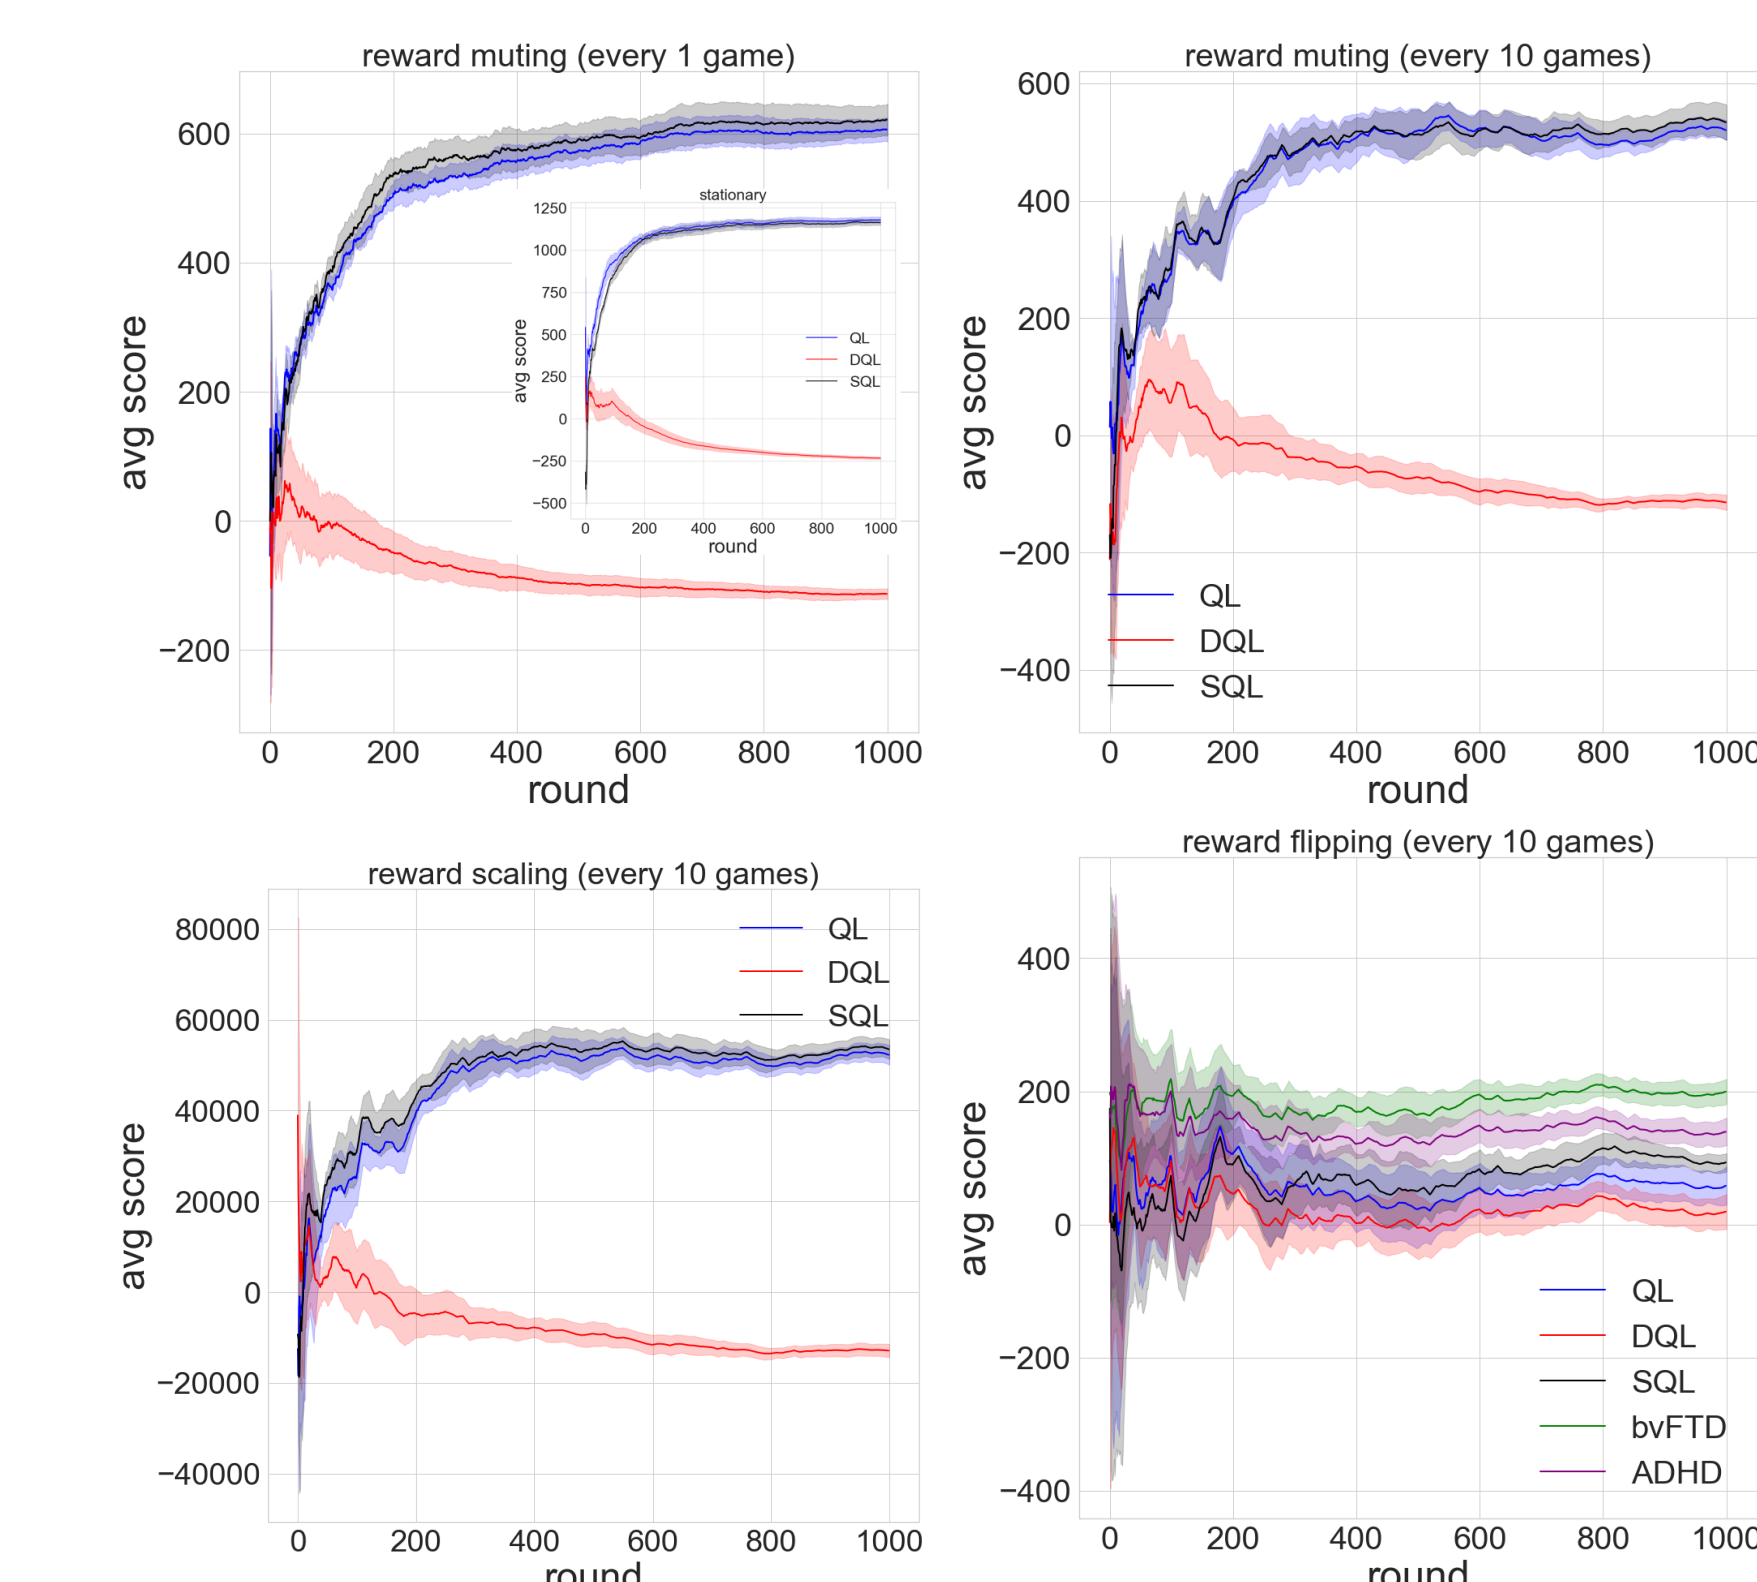 reward muting (every 1 game)
600
400
200
0
−200
avg score
0 200 400 600 800 1000
round
stationary
1250
1000
750
500
250
0
−250
−500
avg score
QL
DQL
SQL
0 200 400 600 800 1000
round
reward muting (every 10 games)
600
400
200
0
−200
−400
avg score
QL
DQL
SQL
0 200 400 600 800 1000
round
reward scaling (every 10 games)
80000
60000
40000
20000
0
−20000
−40000
avg score
QL
DQL
SQL
0 200 400 600 800 1000
round
reward flipping (every 10 games)
400
200
0
−200
−400
avg score
QL
DQL
SQL
bvFTD
ADHD
0 200 400 600 800 1000
round